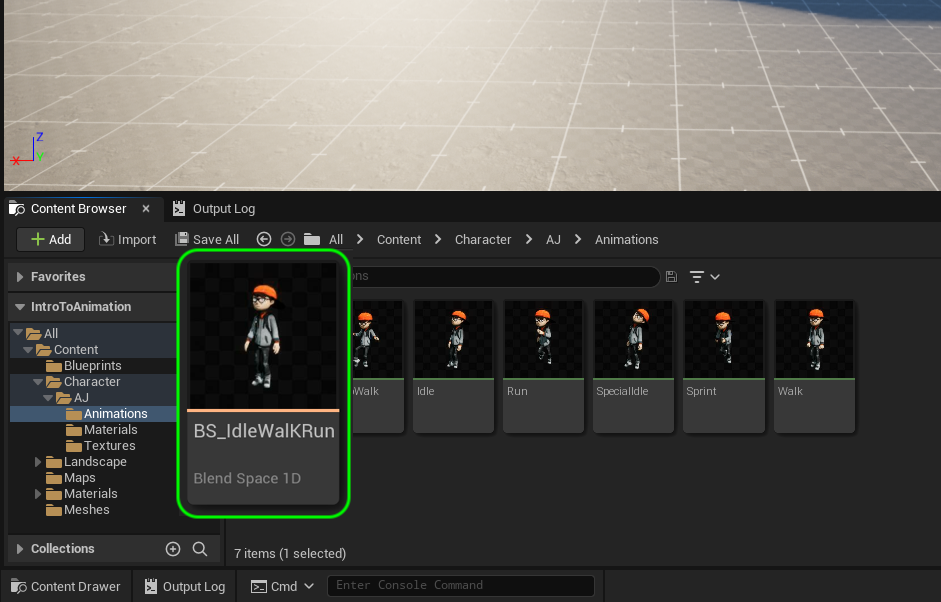 Z
X
Y
Content Browser
Output Log
Add
Import
Save All
All
Content
Character
AJ
Animations
Favorites
IntroToAnimation
All
Content
Blueprints
Character
AJ
Animations
Materials
Textures
Landscape
Maps
Materials
Meshes
Collections
BS_IdleWalKRun
Blend Space 1D
Walk
Idle
Run
SpecialIdle
Sprint
Walk
7 items (1 selected)
Content Drawer
Output Log
Cmd
Enter Console Command